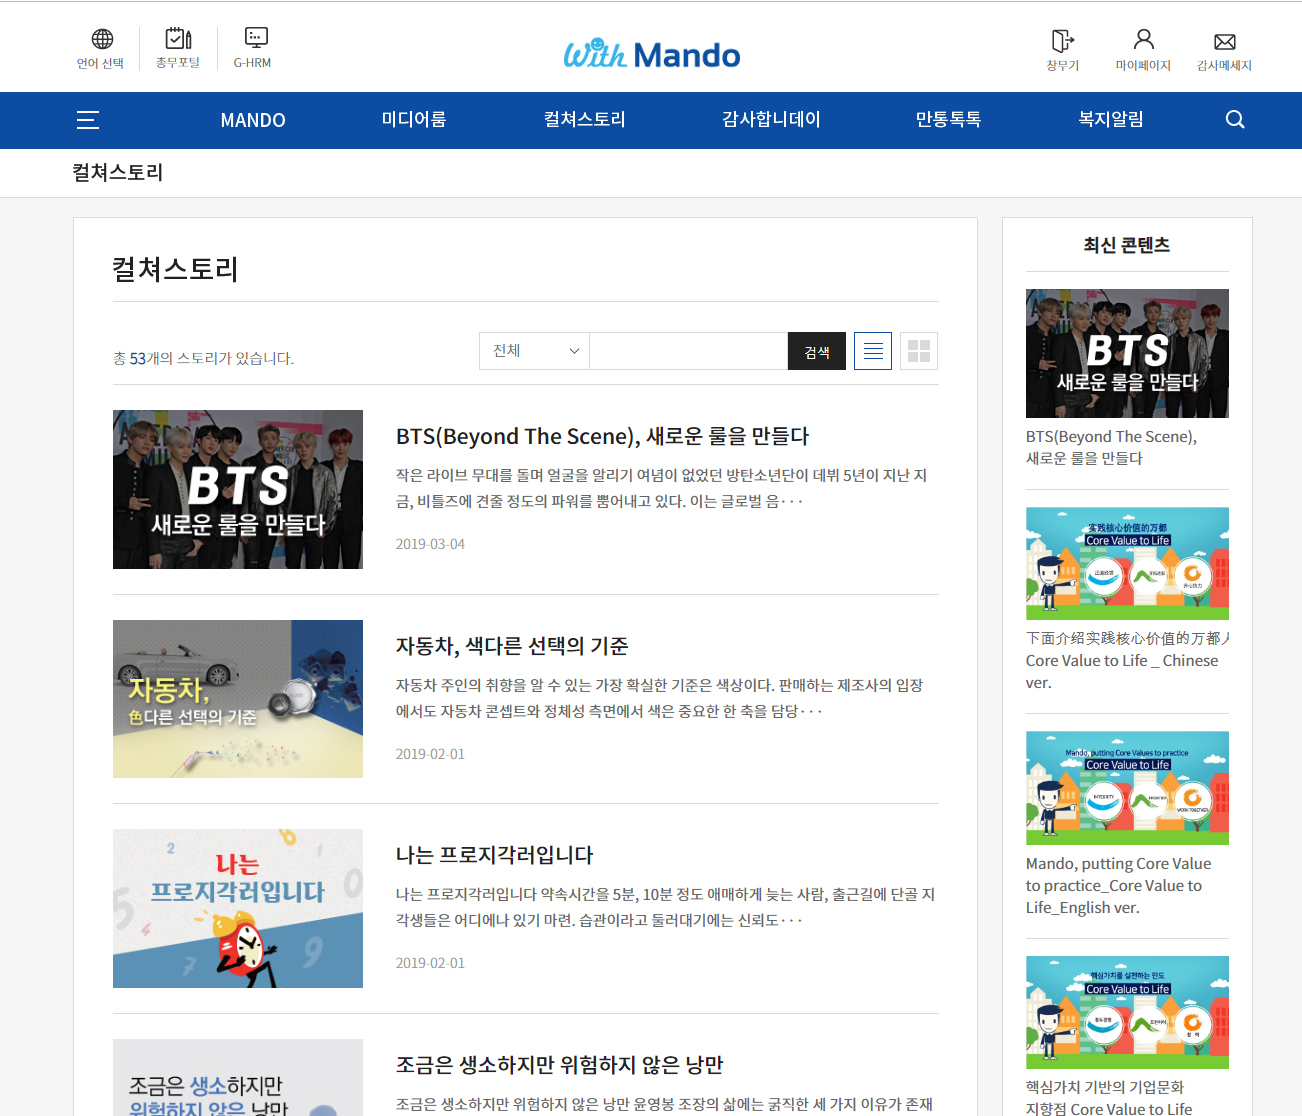 언어 선택
총무포털
G-HRM
With Mando
창무기
마이페이지
감사메세지
MANDO
미디어룸
컬쳐스토리
감사합니데이
만통톡톡
복지알림
컬쳐스토리
컬쳐스토리
총 53개의 스토리가 있습니다.
전체
검색
BTS
새로운 룰을 만들다
BTS(Beyond The Scene), 새로운 룰을 만들다
작은 라이브 무대를 돌며 얼굴을 알리기 여념이 없었던 방탄소년단이 데뷔 5년이 지난 지
금, 비틀즈에 견줄 정도의 파워를 뿜어내고 있다. 이는 글로벌 음···
2019-03-04
자동차,
色다른 선택의 기준
자동차, 색다른 선택의 기준
자동차 주인의 취향을 알 수 있는 가장 확실한 기준은 색상이다. 판매하는 제조사의 입장
에서도 자동차 콘셉트와 정체성 측면에서 색은 중요한 한 축을 담당···
2019-02-01
나는
프로지각러입니다
나는 프로지각러입니다
나는 프로지각러입니다 약속시간을 5분, 10분 정도 애매하게 늦는 사람, 출근길에 단골 지
각생들은 어디에나 있기 마련. 습관이라고 둘러대기에는 신뢰도···
2019-02-01
조금은 생소하지만
위험하지 않은 낭만
조금은 생소하지만 위험하지 않은 낭만
조금은 생소하지만 위험하지 않은 낭만 윤영봉 조장의 삶에는 굵직한 세 가지 이유가 존재
최신 콘텐츠
BTS
새로운 룰을 만들다
BTS(Beyond The Scene),
새로운 룰을 만들다
实践核心价值的万都
Core Value to Life
下面介绍实践核心价值的万都人
Core Value to Life _ Chinese
ver.
Mando, putting Core Values to practice
Core Value to Life
INTEGRITY
INNOVATION
WORK TOGETHER
Mando, putting Core Value
to practice_Core Value to
Life_English ver.
핵심가치를 실천하는 만도
Core Value to Life
정도경영
합력
핵심가치 기반의 기업문화
지향점 Core Value to Life